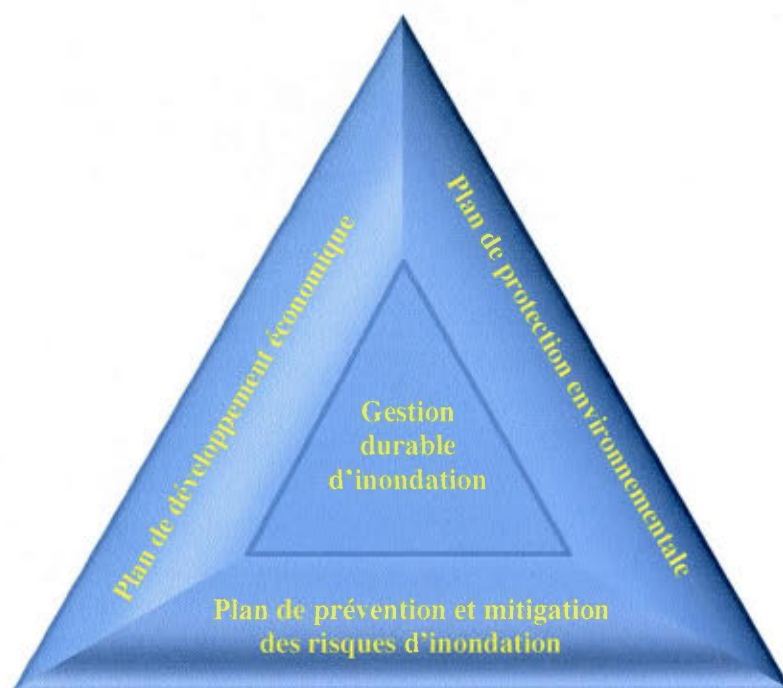 Plan de développement économique
Plan de protection environnementale
Gestion
durable
d'inondation
Plan de prévention et mitigation
des risques d'inondation